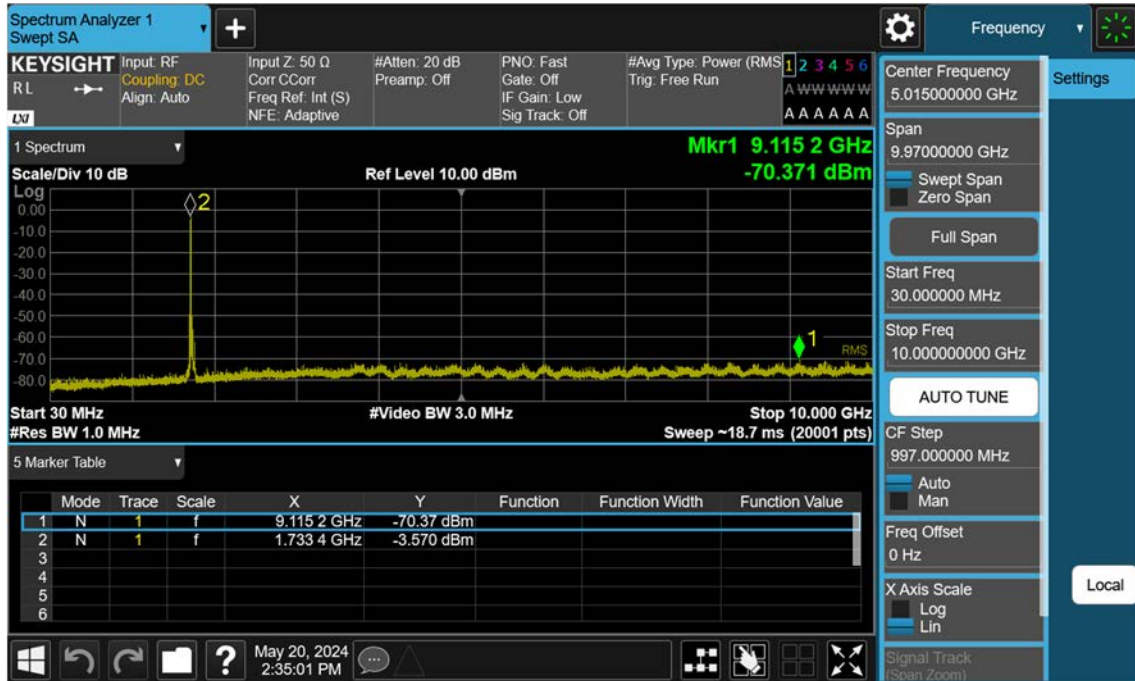 Spectrum Analyzer 1
Swept SA
+
Frequency
KEYSIGHT
R L
LXI
Input: RF
Coupling: DC
Align: Auto
Input Z: 50 Ω
Corr CCorr
Freq Ref: Int (S)
NFE: Adaptive
#Atten: 20 dB
Preamp: Off
PNO: Fast
Gate: Off
IF Gain: Low
Sig Track: Off
#Avg Type: Power (RMS
Trig: Free Run
1 2 3 4 5 6
A W W W W W
A A A A A A
1 Spectrum
Scale/Div 10 dB
Ref Level 10.00 dBm
Mkr1 9.115 2 GHz
-70.371 dBm
Log
0.00
-10.0
-20.0
-30.0
-40.0
-50.0
-60.0
-70.0
-80.0
2
1
RMS
Start 30 MHz
#Video BW 3.0 MHz
Stop 10.000 GHz
#Res BW 1.0 MHz
Sweep ~18.7 ms (20001 pts)
5 Marker Table
Mode Trace Scale X Y Function Function Width Function Value
1 N 1 f 9.115 2 GHz -70.37 dBm
2 N 1 f 1.733 4 GHz -3.570 dBm
3
4
5
6
?
May 20, 2024
2:35:01 PM
Center Frequency
5.015000000 GHz
Span
9.97000000 GHz
Swept Span
Zero Span
Full Span
Start Freq
30.000000 MHz
Stop Freq
10.000000000 GHz
AUTO TUNE
CF Step
997.000000 MHz
Auto
Man
Freq Offset
0 Hz
X Axis Scale
Log
Lin
Signal Track
(Span Zoom)
Settings
Local